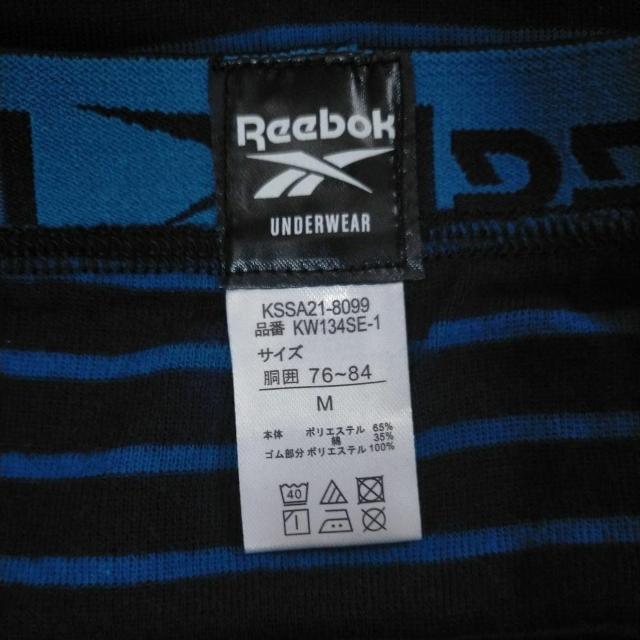 Reebok
UNDERWEAR
KSSA21-8099
品番 KW134SE-1
サイズ
胴囲 76~84
M
本体 ポリエステル 65%
綿 35%
ゴム部分 ポリエステル 100%
40